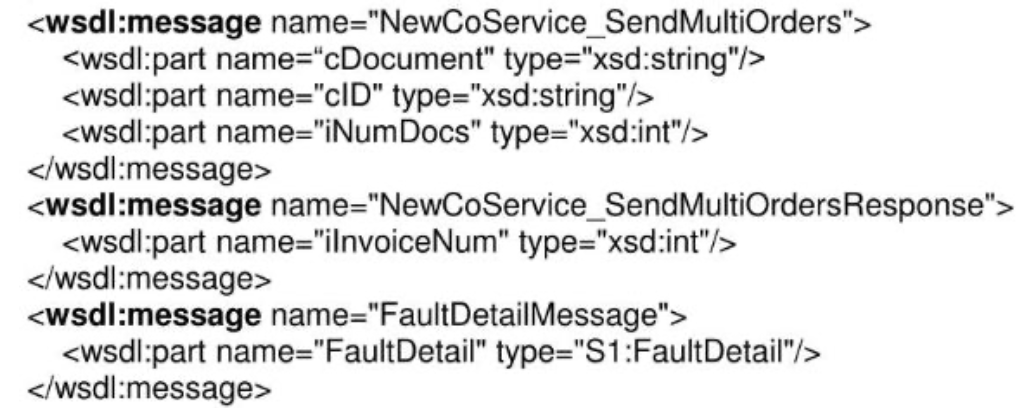 <wsdl:message name="NewCoService_SendMultiOrders">
<wsdl:part name=“cDocument" type="xsd:string"/>
<wsdl:part name="cID" type="xsd:string"/>
<wsdl:part name="iNumDocs" type="xsd:int"/>
</wsdl:message>
<wsdl:message name="NewCoService_SendMultiOrdersResponse">
<wsdl:part name="iInvoiceNum" type="xsd:int"/>
</wsdl:message>
<wsdl:message name="FaultDetailMessage">
<wsdl:part name="FaultDetail" type="S1:FaultDetail"/>
</wsdl:message>